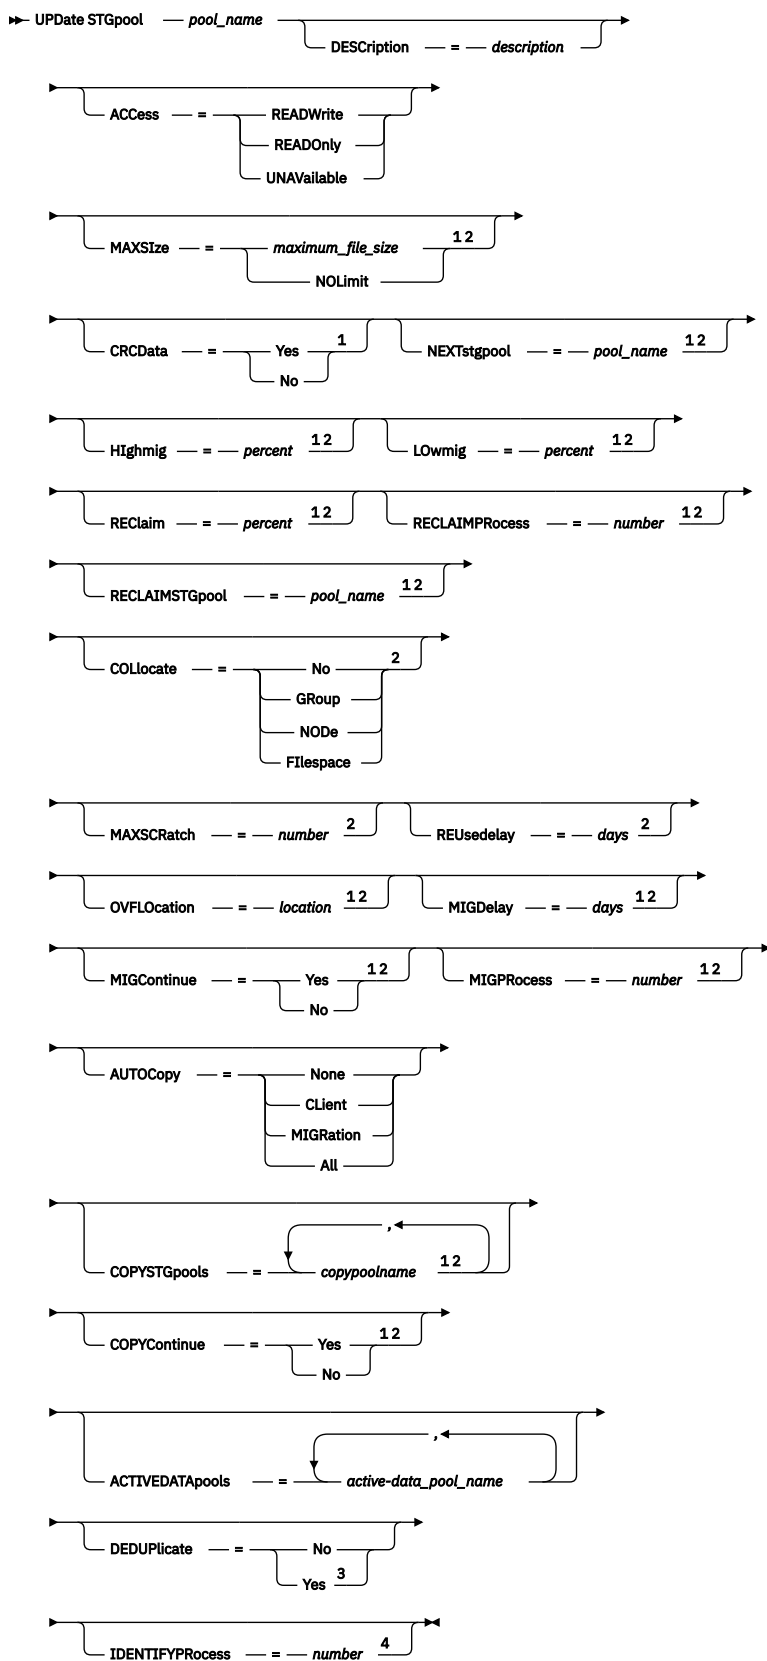 UPDate STGpool pool_name
DESCription = description
ACCess = READWrite
READOnly
UNAVailable
MAXSIze = maximum_file_size 1 2
NOLimit
CRCData = Yes 1 NEXTstgpool = pool_name 1 2
No
HIghmig = percent 1 2 LOwmig = percent 1 2
REClaim = percent 1 2 RECLAIMPRocess = number 1 2
RECLAIMSTGpool = pool_name 1 2
COLlocate = No 2
GRoup
NODe
FIlespace
MAXSCRatch = number 2 REUsedelay = days 2
OVFLOcation = location 1 2 MIGDelay = days 1 2
MIGContinue = Yes 1 2 MIGPRocess = number 1 2
No
AUTOCopy = None
CLient
MIGRation
All
,
COPYSTGpools = copypoolname 1 2
COPYContinue = Yes 1 2
No
,
ACTIVEDATApools = active-data_pool_name
DEDUPlicate = No
Yes 3
IDENTIFYPRocess = number 4